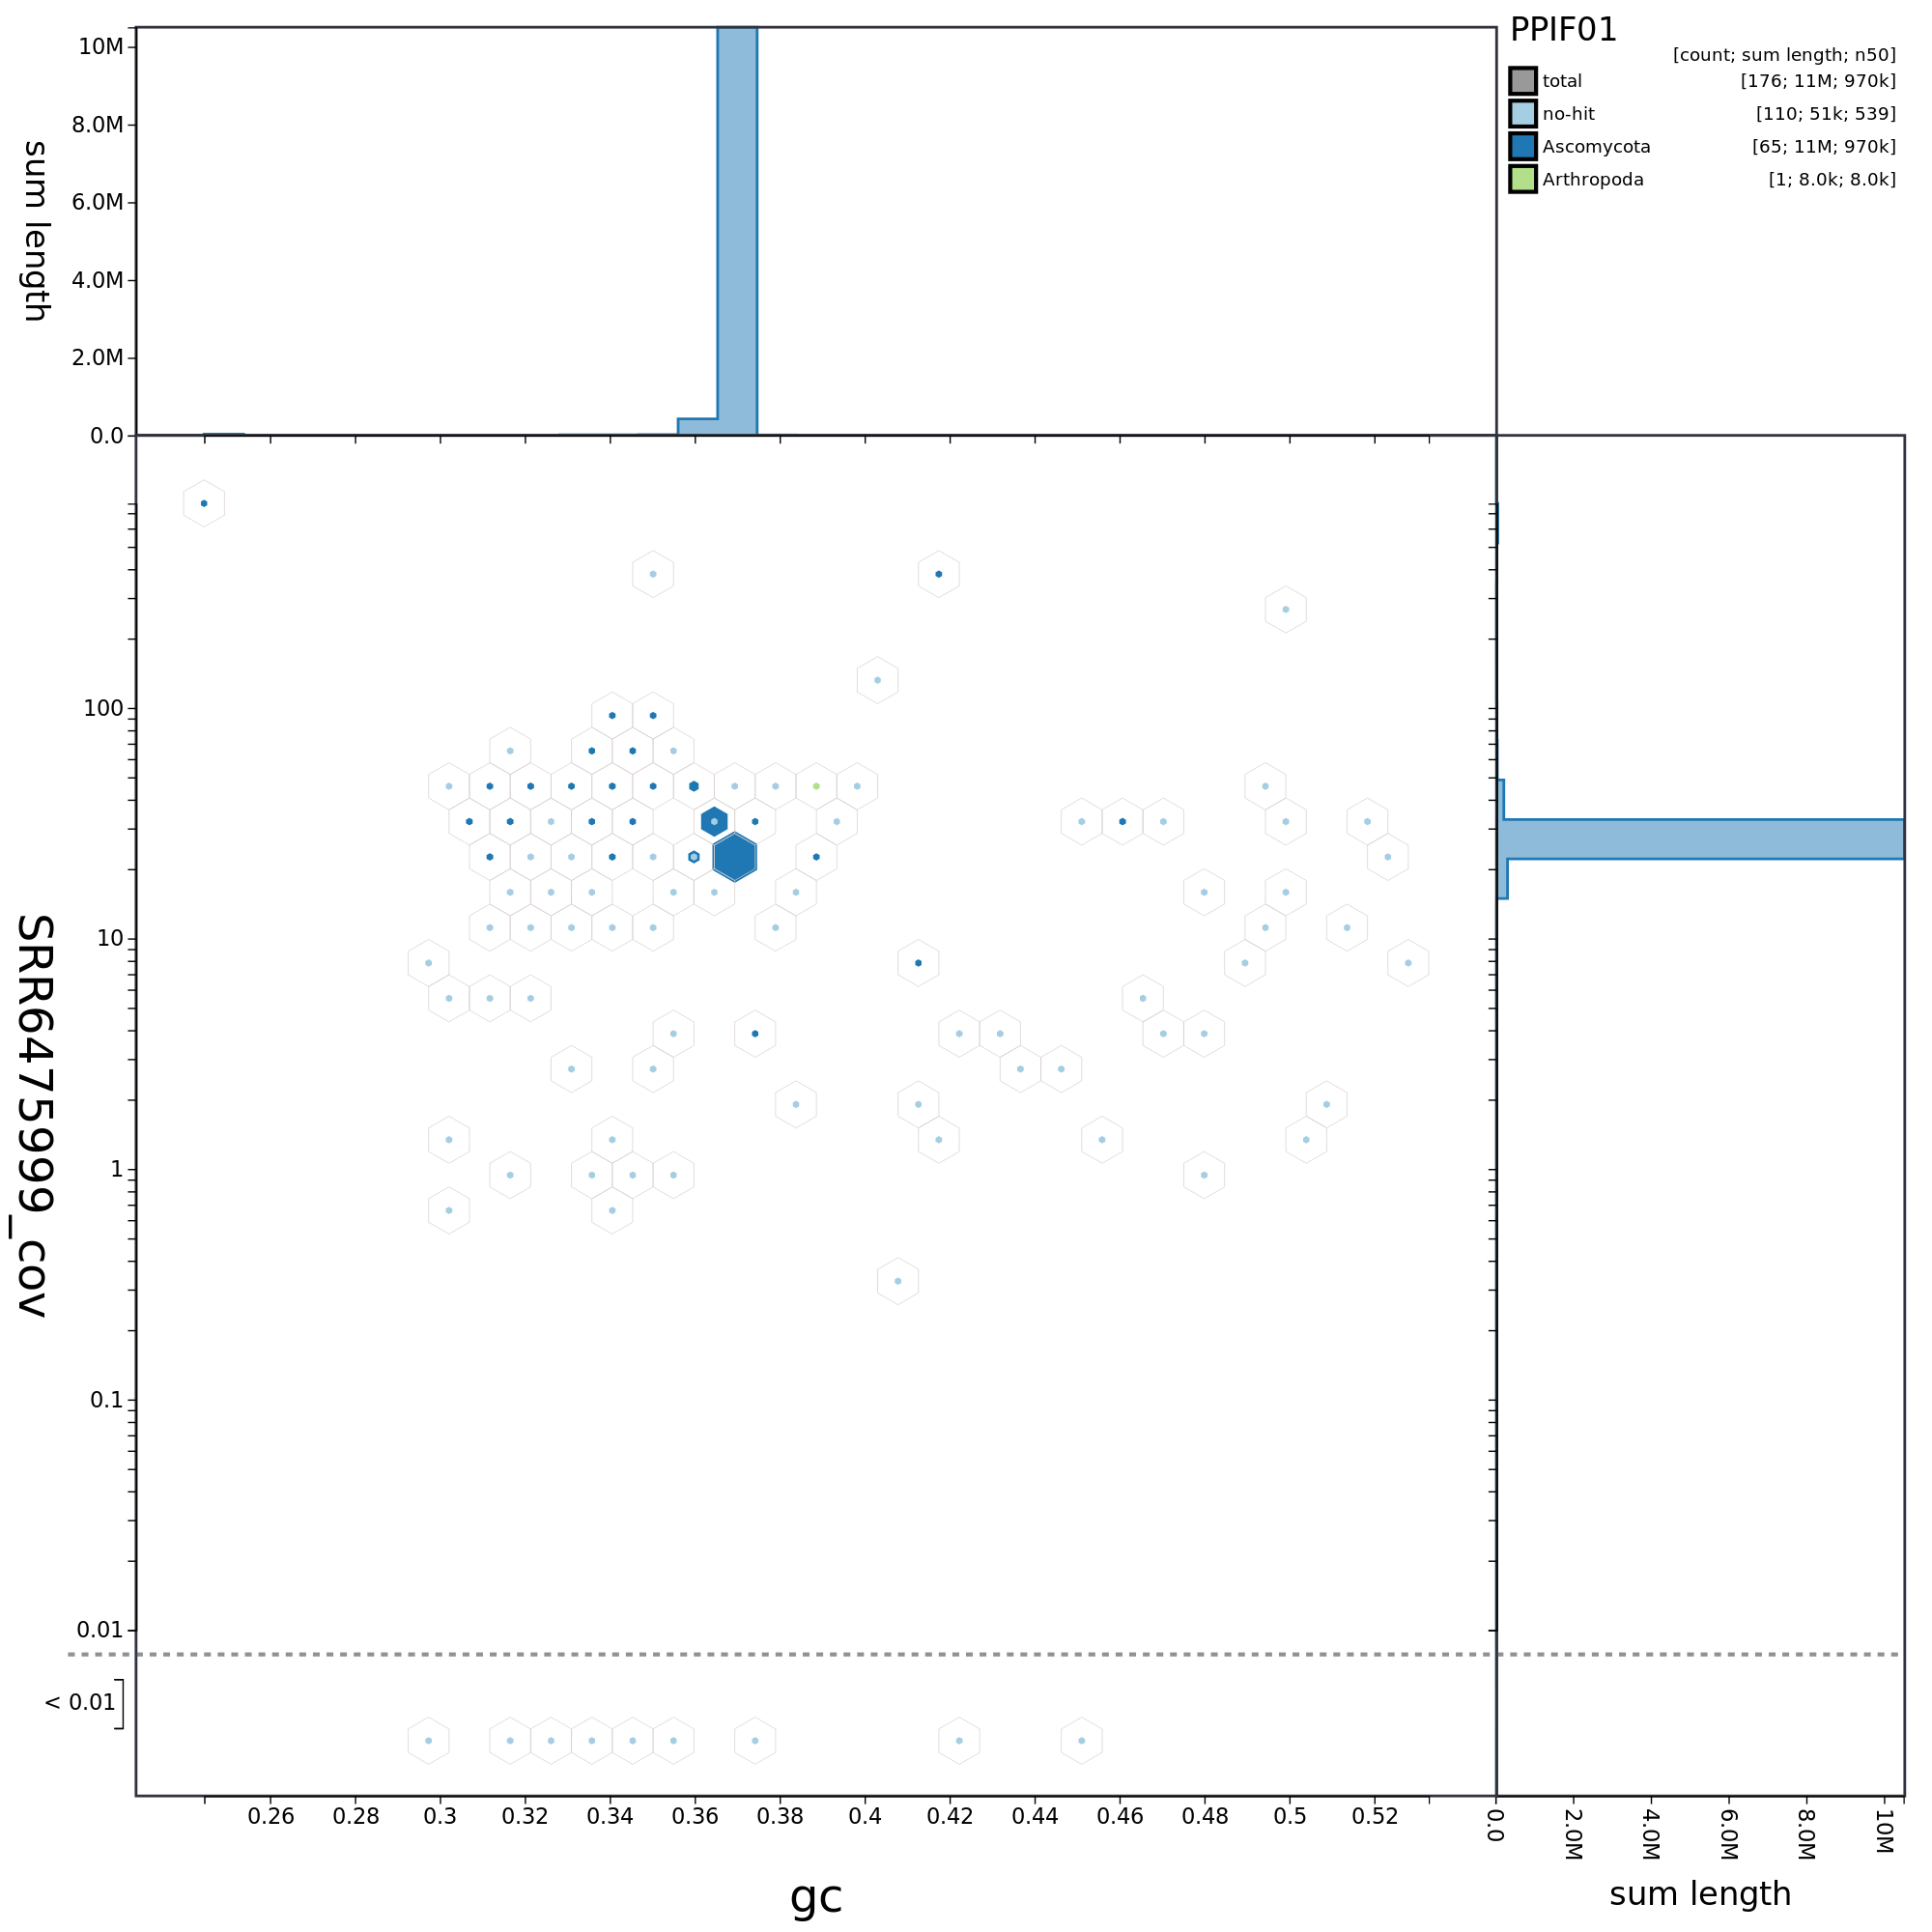 PPIF01
[count; sum length; n50]
total [176; 11M; 970k]
no-hit [110; 51k; 539]
Ascomycota [65; 11M; 970k]
Arthropoda [1; 8.0k; 8.0k]
sum length
10M
8.0M
6.0M
4.0M
2.0M
0.0
SRR6475999_cov
100
10
1
0.1
0.01
< 0.01
0.26 0.28 0.3 0.32 0.34 0.36 0.38 0.4 0.42 0.44 0.46 0.48 0.5 0.52
gc
0.0 2.0M 4.0M 6.0M 8.0M 10M
sum length